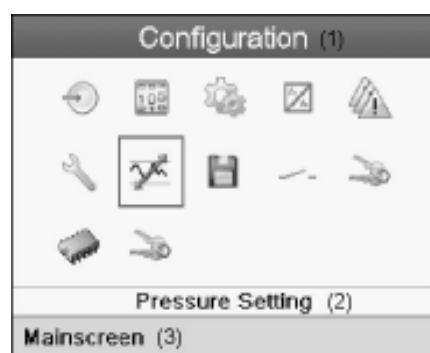 Configuration (1)
Pressure Setting (2)
Mainscreen (3)